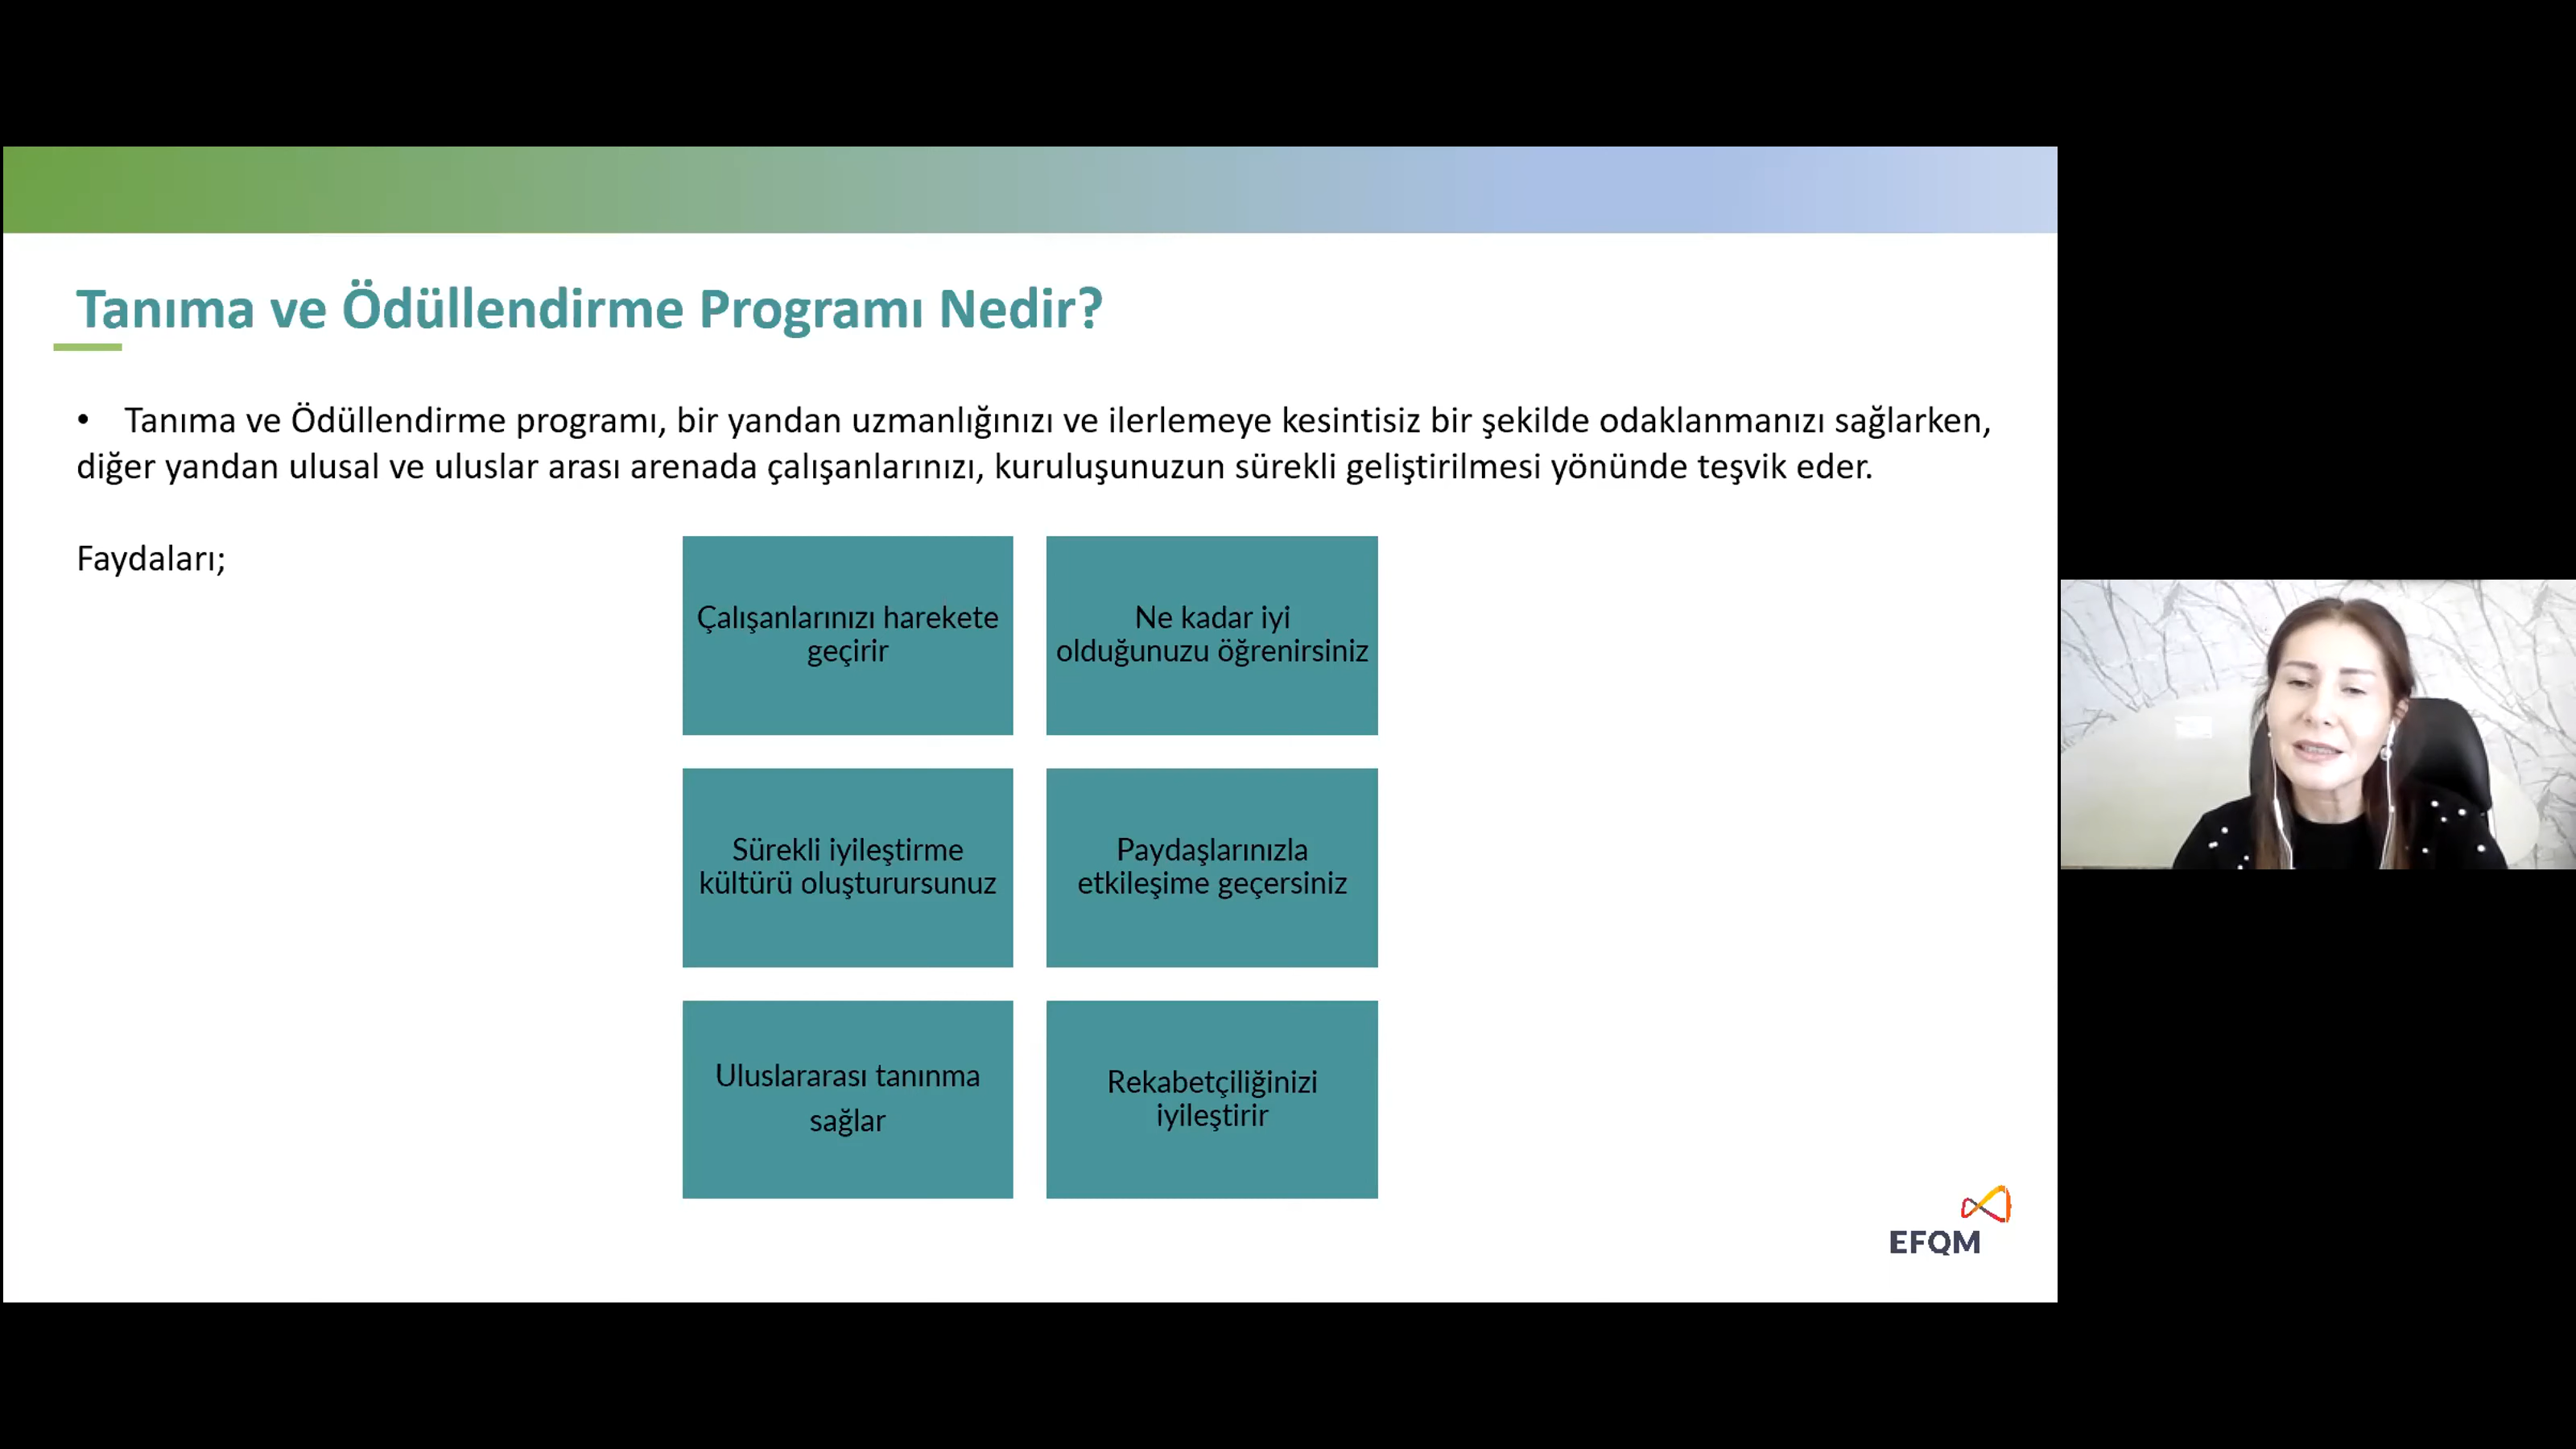 Tanıma ve Ödüllendirme Programı Nedir?
• Tanıma ve Ödüllendirme programı, bir yandan uzmanlığınızı ve ilerlemeye kesintisiz bir şekilde odaklanmanızı sağlarken,
diğer yandan ulusal ve uluslar arası arenada çalışanlarınızı, kuruluşunuzun sürekli geliştirilmesi yönünde teşvik eder.
Faydaları;
Çalışanlarınızı harekete
geçirir
Ne kadar iyi
olduğunuzu öğrenirsiniz
Sürekli iyileştirme
kültürü oluşturursunuz
Paydaşlarınızla
etkileşime geçersiniz
Uluslararası tanınma
sağlar
Rekabetçiliğinizi
iyileştirir
EFQM